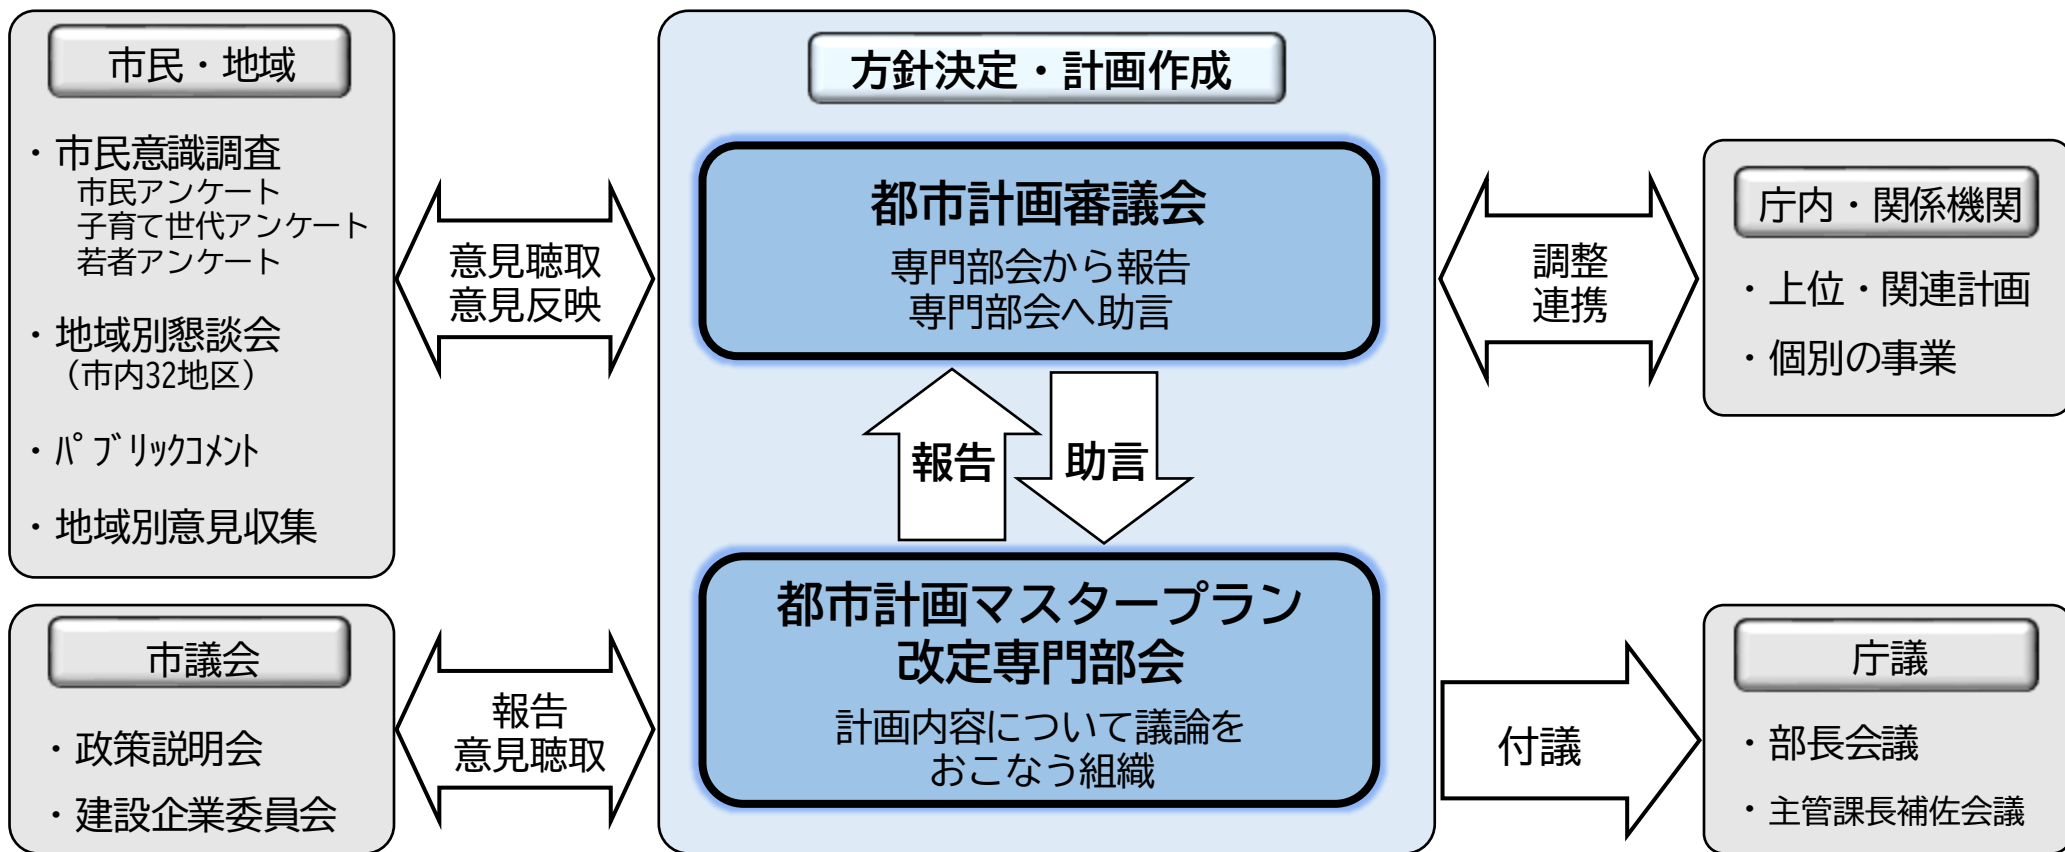 市民・地域
・市民意識調査
市民アンケート
子育て世代アンケート
若者アンケート
・地域別懇談会
（市内32地区）
・ﾊﾟﾌﾞﾘｯｸｺﾒﾝﾄ
・地域別意見収集
市議会
・政策説明会
・建設企業委員会
意見聴取
意見反映
報告
意見聴取
方針決定・計画作成
都市計画審議会
専門部会から報告
専門部会へ助言
報告
助言
都市計画マスタープラン
改定専門部会
計画内容について議論を
おこなう組織
調整
連携
付議
庁内・関係機関
・上位・関連計画
・個別の事業
庁議
・部長会議
・主管課長補佐会議